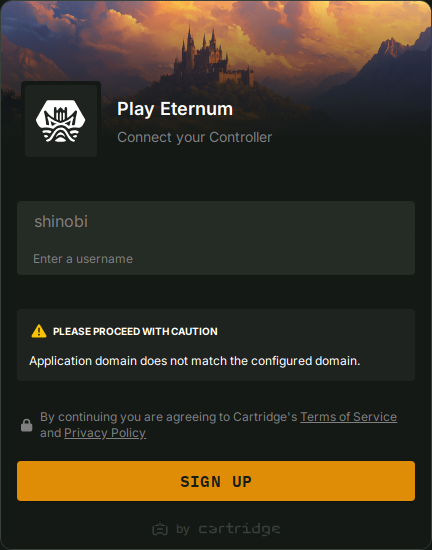 Play Eternum
Connect your Controller
shinobi
Enter a username
PLEASE PROCEED WITH CAUTION
Application domain does not match the configured domain.
By continuing you are agreeing to Cartridge's Terms of Service
and Privacy Policy
SIGN UP
by cartridge